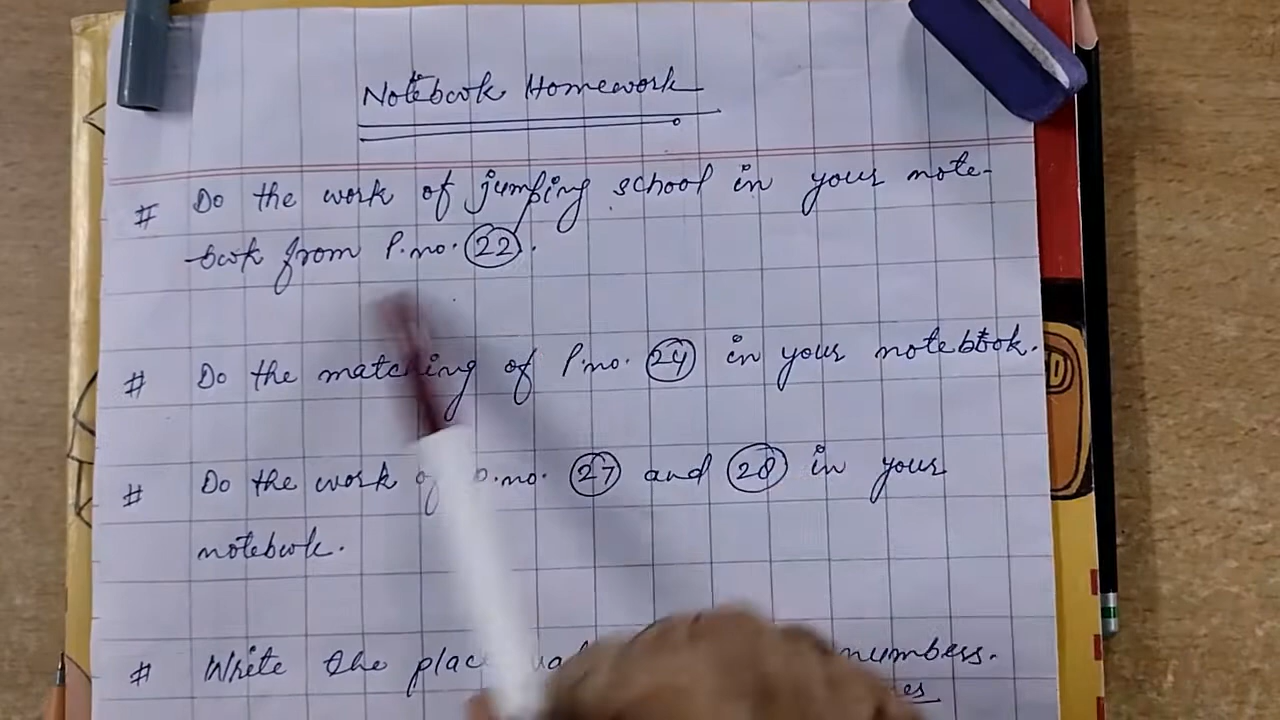 Notebook Homework
# Do the work of jumping school in your note-
book from P.no. 22.
# Do the matching of P.no. 24 in your notebook.
# Do the work of P.no. 27 and 28 in your
notebook.
# Write the place numbers.
es